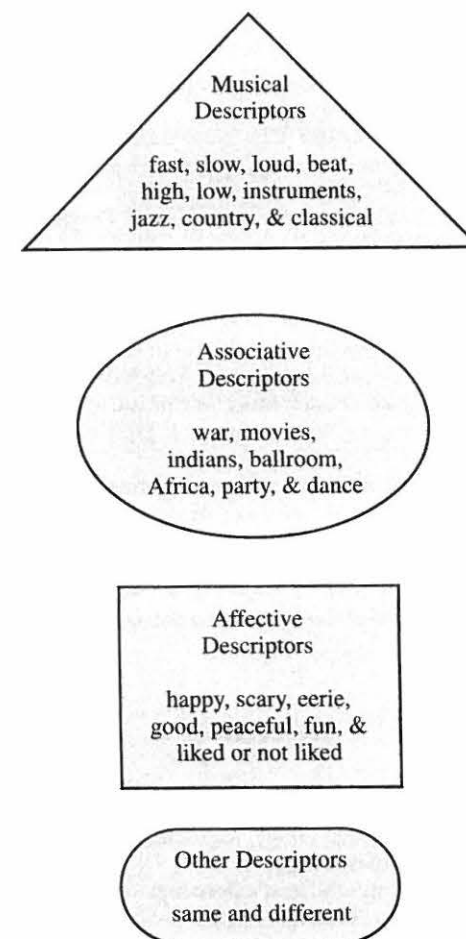 Musical
Descriptors
fast, slow, loud, beat,
high, low, instruments,
jazz, country, & classical
Associative
Descriptors
war, movies,
indians, ballroom,
Africa, party, & dance
Affective
Descriptors
happy, scary, eerie,
good, peaceful, fun, &
liked or not liked
Other Descriptors
same and different